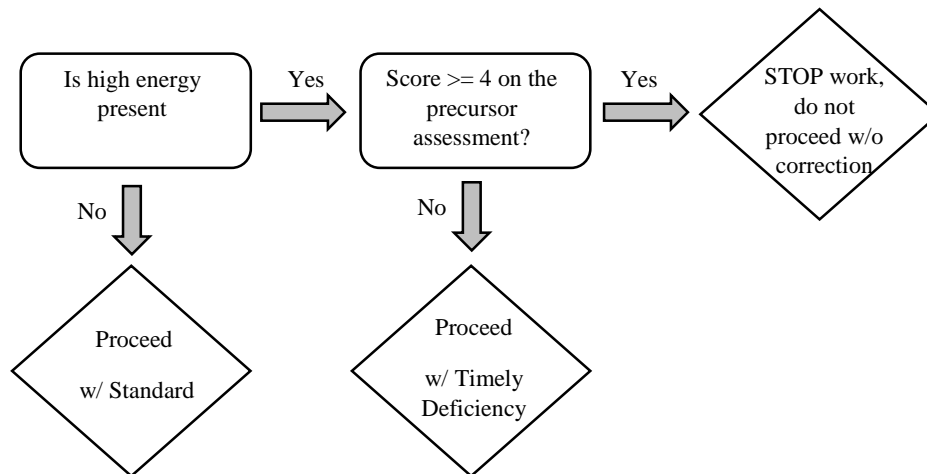 Is high energy
present
Yes
Score >= 4 on the
precursor
assessment?
Yes
STOP work,
do not
proceed w/o
correction
No
No
Proceed
w/ Standard
Proceed
w/ Timely
Deficiency